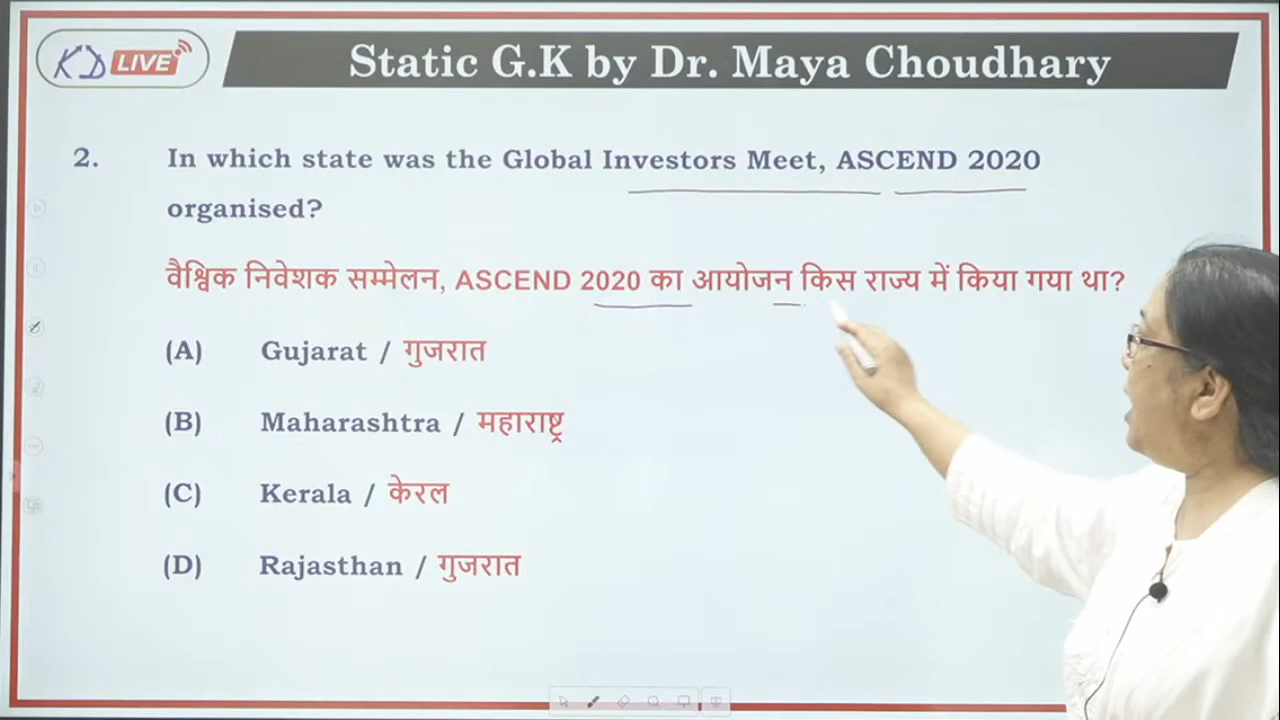 KD LIVE
Static G.K by Dr. Maya Choudhary
2. In which state was the Global Investors Meet, ASCEND 2020
organised?
वैश्विक निवेशक सम्मेलन, ASCEND 2020 का आयोजन किस राज्य में किया गया था?
(A) Gujarat / गुजरात
(B) Maharashtra / महाराष्ट्र
(C) Kerala / केरल
(D) Rajasthan / गुजरात